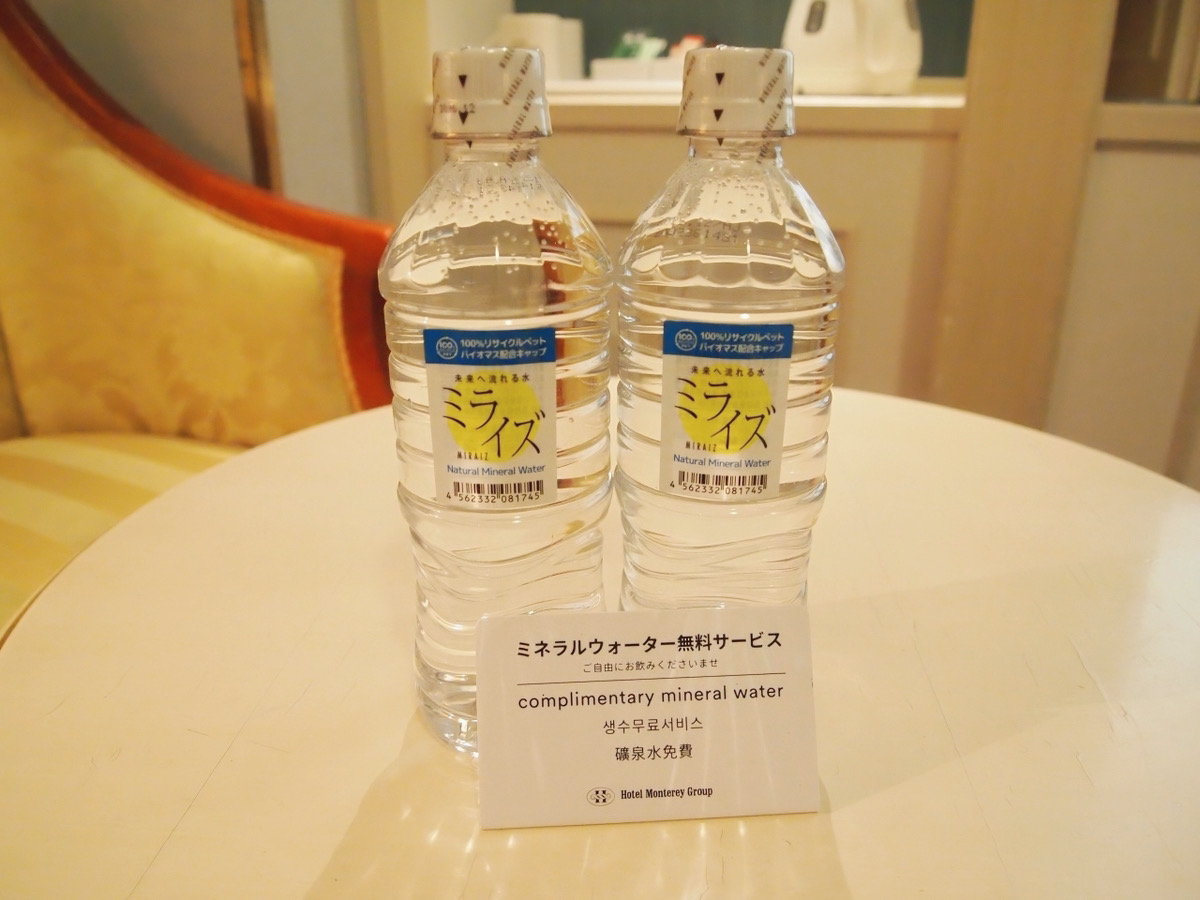 100%リサイクルペット
バイオマス配合キャップ
未来へ流れる水
ミライズ
MIRAIZ
Natural Mineral Water
4 562332 081745
100%リサイクルペット
バイオマス配合キャップ
未来へ流れる水
ミライズ
MIRAIZ
Natural Mineral Water
4 562332 081745
ミネラルウォーター無料サービス
ご自由にお飲みくださいませ
complimentary mineral water
생수무료서비스
礦泉水免費
Hotel Monterey Group